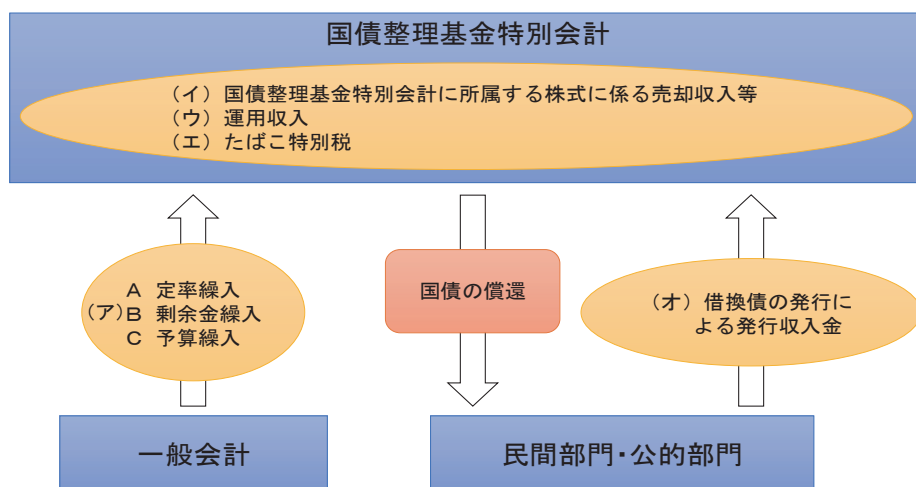 国債整理基金特別会計
(イ)国債整理基金特別会計に所属する株式に係る売却収入等
(ウ)運用収入
(エ)たばこ特別税
A 定率繰入
(ア)B 剰余金繰入
C 予算繰入
国債の償還
(オ)借換債の発行に
よる発行収入金
一般会計
民間部門・公的部門